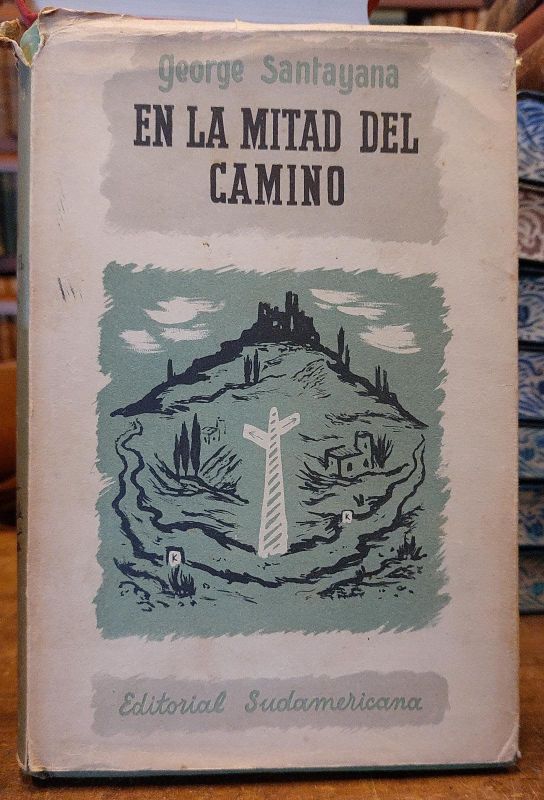 george Santayana
EN LA MITAD DEL
CAMINO
K
K
Editorial Sudamericana